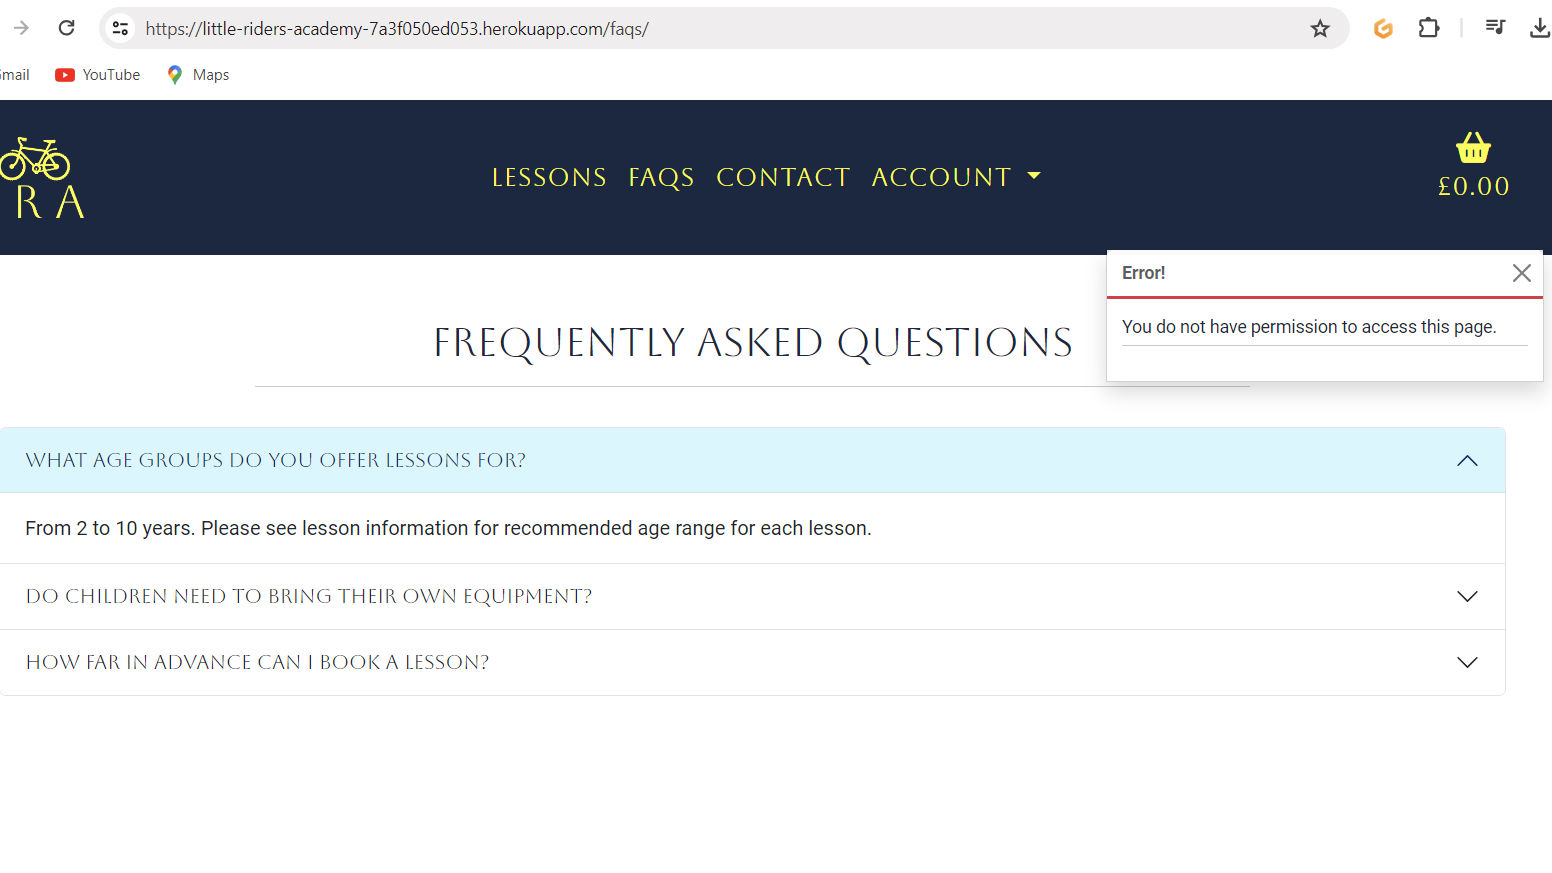 https://little-riders-academy-7a3f050ed053.herokuapp.com/faqs/
YouTube
Maps
R A
LESSONS FAQS CONTACT ACCOUNT
£0.00
Error!
You do not have permission to access this page.
FREQUENTLY ASKED QUESTIONS
WHAT AGE GROUPS DO YOU OFFER LESSONS FOR?
From 2 to 10 years. Please see lesson information for recommended age range for each lesson.
DO CHILDREN NEED TO BRING THEIR OWN EQUIPMENT?
HOW FAR IN ADVANCE CAN I BOOK A LESSON?